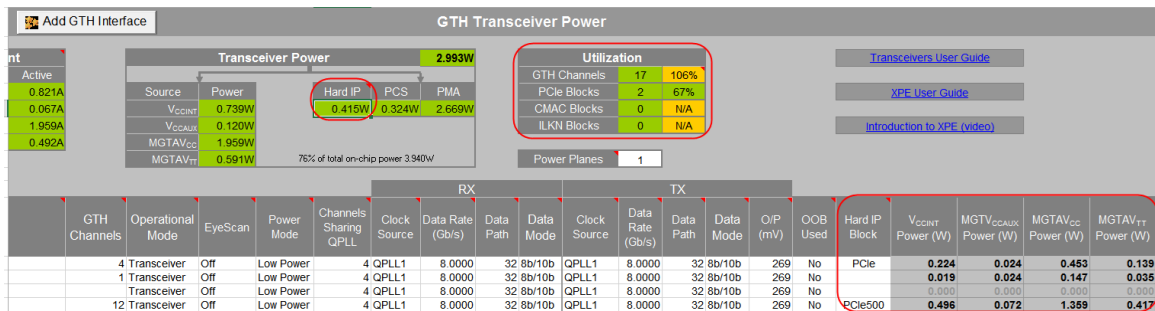 Add GTH Interface
GTH Transceiver Power
nt
Active
0.821A
0.067A
1.959A
0.492A
Transceiver Power 2.993W
Source Power
VCCINT 0.739W
VCCAUX 0.120W
MGTAVCC 1.959W
MGTAVTT 0.591W
Hard IP PCS PMA
0.415W 0.324W 2.669W
76% of total on-chip power 3.940W
Utilization
GTH Channels 17 106%
PCIe Blocks 2 67%
CMAC Blocks 0 N/A
ILKN Blocks 0 N/A
Power Planes 1
Transceivers User Guide
XPE User Guide
Introduction to XPE (video)
RX TX
GTH Channels Operational Mode EyeScan Power Mode Channels Sharing QPLL Clock Source Data Rate (Gb/s) Data Path Data Mode Clock Source Data Rate (Gb/s) Data Path Data Mode O/P (mV) OOB Used Hard IP Block VCCINT Power (W) MGTVCCAUX Power (W) MGTAVCC Power (W) MGTAVTT Power (W)
4 Transceiver Off Low Power 4 QPLL1 8.0000 32 8b/10b QPLL1 8.0000 32 8b/10b 269 No PCIe 0.224 0.024 0.453 0.139
1 Transceiver Off Low Power 4 QPLL1 8.0000 32 8b/10b QPLL1 8.0000 32 8b/10b 269 No 0.019 0.024 0.147 0.035
Transceiver Off Low Power 4 QPLL1 8.0000 32 8b/10b QPLL1 8.0000 32 8b/10b 269 No 0.000 0.000 0.000 0.000
12 Transceiver Off Low Power 4 QPLL1 8.0000 32 8b/10b QPLL1 8.0000 32 8b/10b 269 No PCIe500 0.496 0.072 1.359 0.417